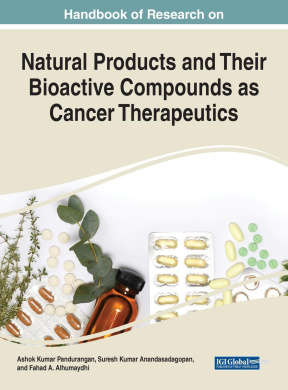 Handbook of Research on
Natural Products and Their
Bioactive Compounds as
Cancer Therapeutics
Ashok Kumar Pandurangan, Suresh Kumar Anandasadagopan,
and Fahad A. Alhumaydhi
IGI Global